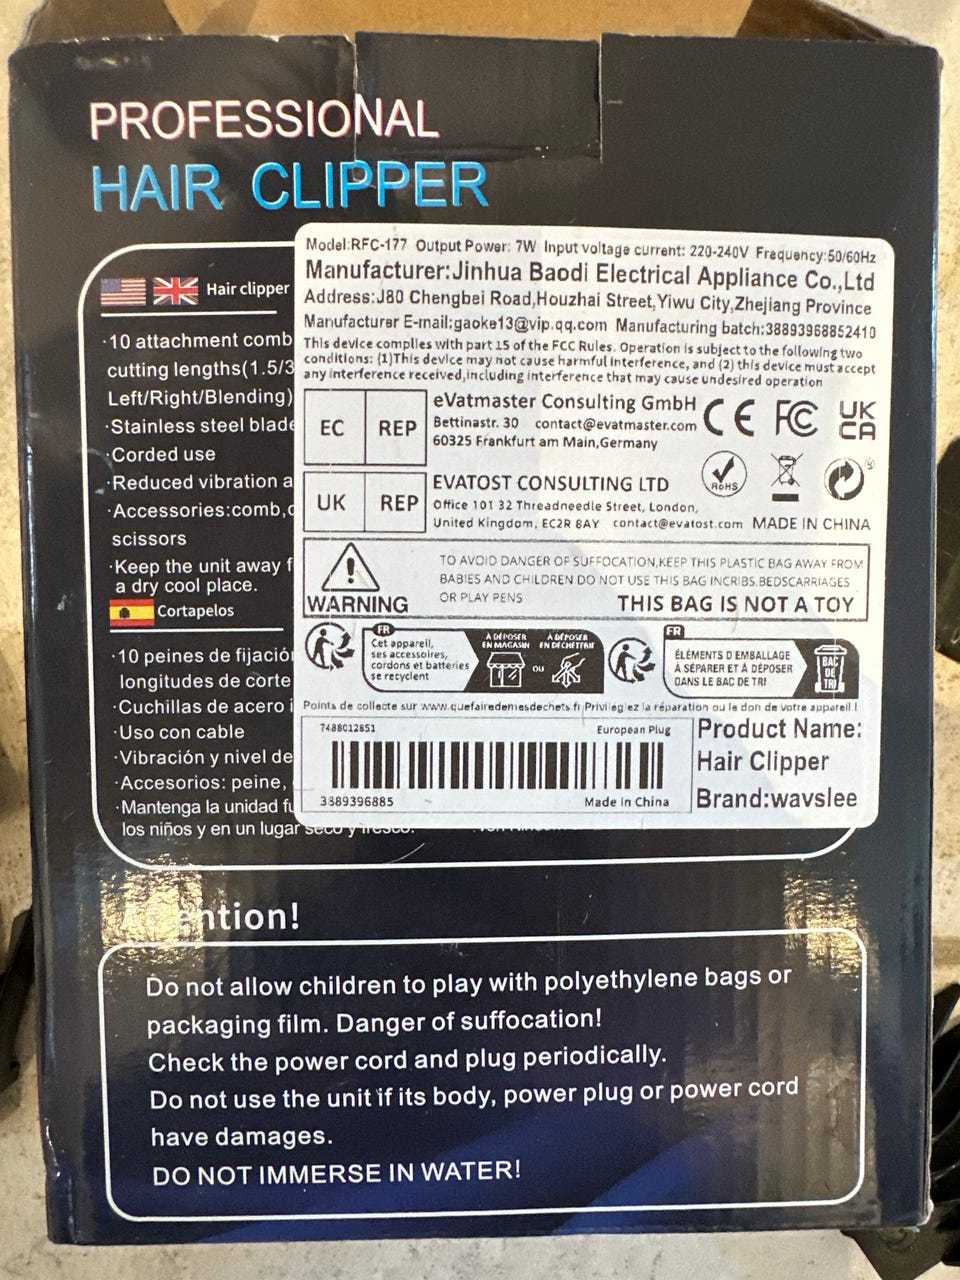 PROFESSIONAL
HAIR CLIPPER
Model:RFC-177 Output Power: 7W Input voltage current: 220-240V Frequency:50/60Hz
Manufacturer:Jinhua Baodi Electrical Appliance Co.,Ltd
Address:J80 Chengbei Road,Houzhai Street,Yiwu City,Zhejiang Province
Manufacturer E-mail:gaoke13@vip.qq.com Manufacturing batch:38893968852410
This device complies with part 15 of the FCC Rules. Operation is subject to the following two
conditions: (1)This device may not cause harmful interference, and (2) this device must accept
any interference received,including interference that may cause undesired operation
EC REP
eVatmaster Consulting GmbH
Bettinastr. 30 contact@evatmaster.com
60325 Frankfurt am Main,Germany
CE FC UK
CA
UK REP
EVATOST CONSULTING LTD
Office 101 32 Threadneedle Street, London,
United Kingdom, EC2R 8AY contact@evatost.com MADE IN CHINA
RoHS
WARNING
TO AVOID DANGER OF SUFFOCATION,KEEP THIS PLASTIC BAG AWAY FROM
BABIES AND CHILDREN DO NOT USE THIS BAG INCRIBS.BEDSCARRIAGES
OR PLAY PENS
THIS BAG IS NOT A TOY
FR
Cet appareil,
ses accessoires,
cordons et batteries
se recyclent
À DÉPOSER
EN MAGASIN
OU
À DÉPOSER
EN DÉCHÈTERIE
FR
ÉLÉMENTS D'EMBALLAGE
À SÉPARER ET À DÉPOSER
DANS LE BAC DE TRI
BAC
DE
TRI
Points de collecte sur www.quefairedemesdechets.fr Privilegiez la réparation ou le don de votre appareil !
7488012851 European Plug
3889396885 Made In China
Product Name:
Hair Clipper
Brand:wavslee
Hair clipper
·10 attachment comb
cutting lengths(1.5/3
Left/Right/Blending)
·Stainless steel blade
·Corded use
·Reduced vibration a
·Accessories:comb,
scissors
·Keep the unit away f
a dry cool place.
Cortapelos
·10 peines de fijación
longitudes de corte
·Cuchillas de acero i
·Uso con cable
·Vibración y nivel de
·Accesorios: peine,
·Mantenga la unidad fu
los niños y en un lugar seco y fresco.
Attention!
Do not allow children to play with polyethylene bags or
packaging film. Danger of suffocation!
Check the power cord and plug periodically.
Do not use the unit if its body, power plug or power cord
have damages.
DO NOT IMMERSE IN WATER!